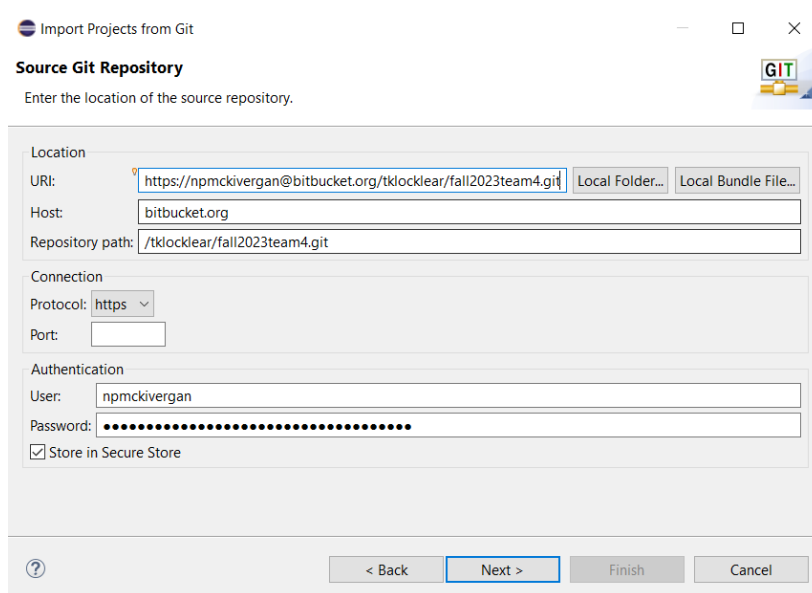 Import Projects from Git
Source Git Repository
GIT
Enter the location of the source repository.
Location
URI: https://npmckivergan@bitbucket.org/tklocklear/fall2023team4.git Local Folder... Local Bundle File...
Host: bitbucket.org
Repository path: /tklocklear/fall2023team4.git
Connection
Protocol: https
Port:
Authentication
User: npmckivergan
Password: ●●●●●●●●●●●●●●●●●●●●●●●●●●●●●●●●●●●●
Store in Secure Store
? < Back Next > Finish Cancel